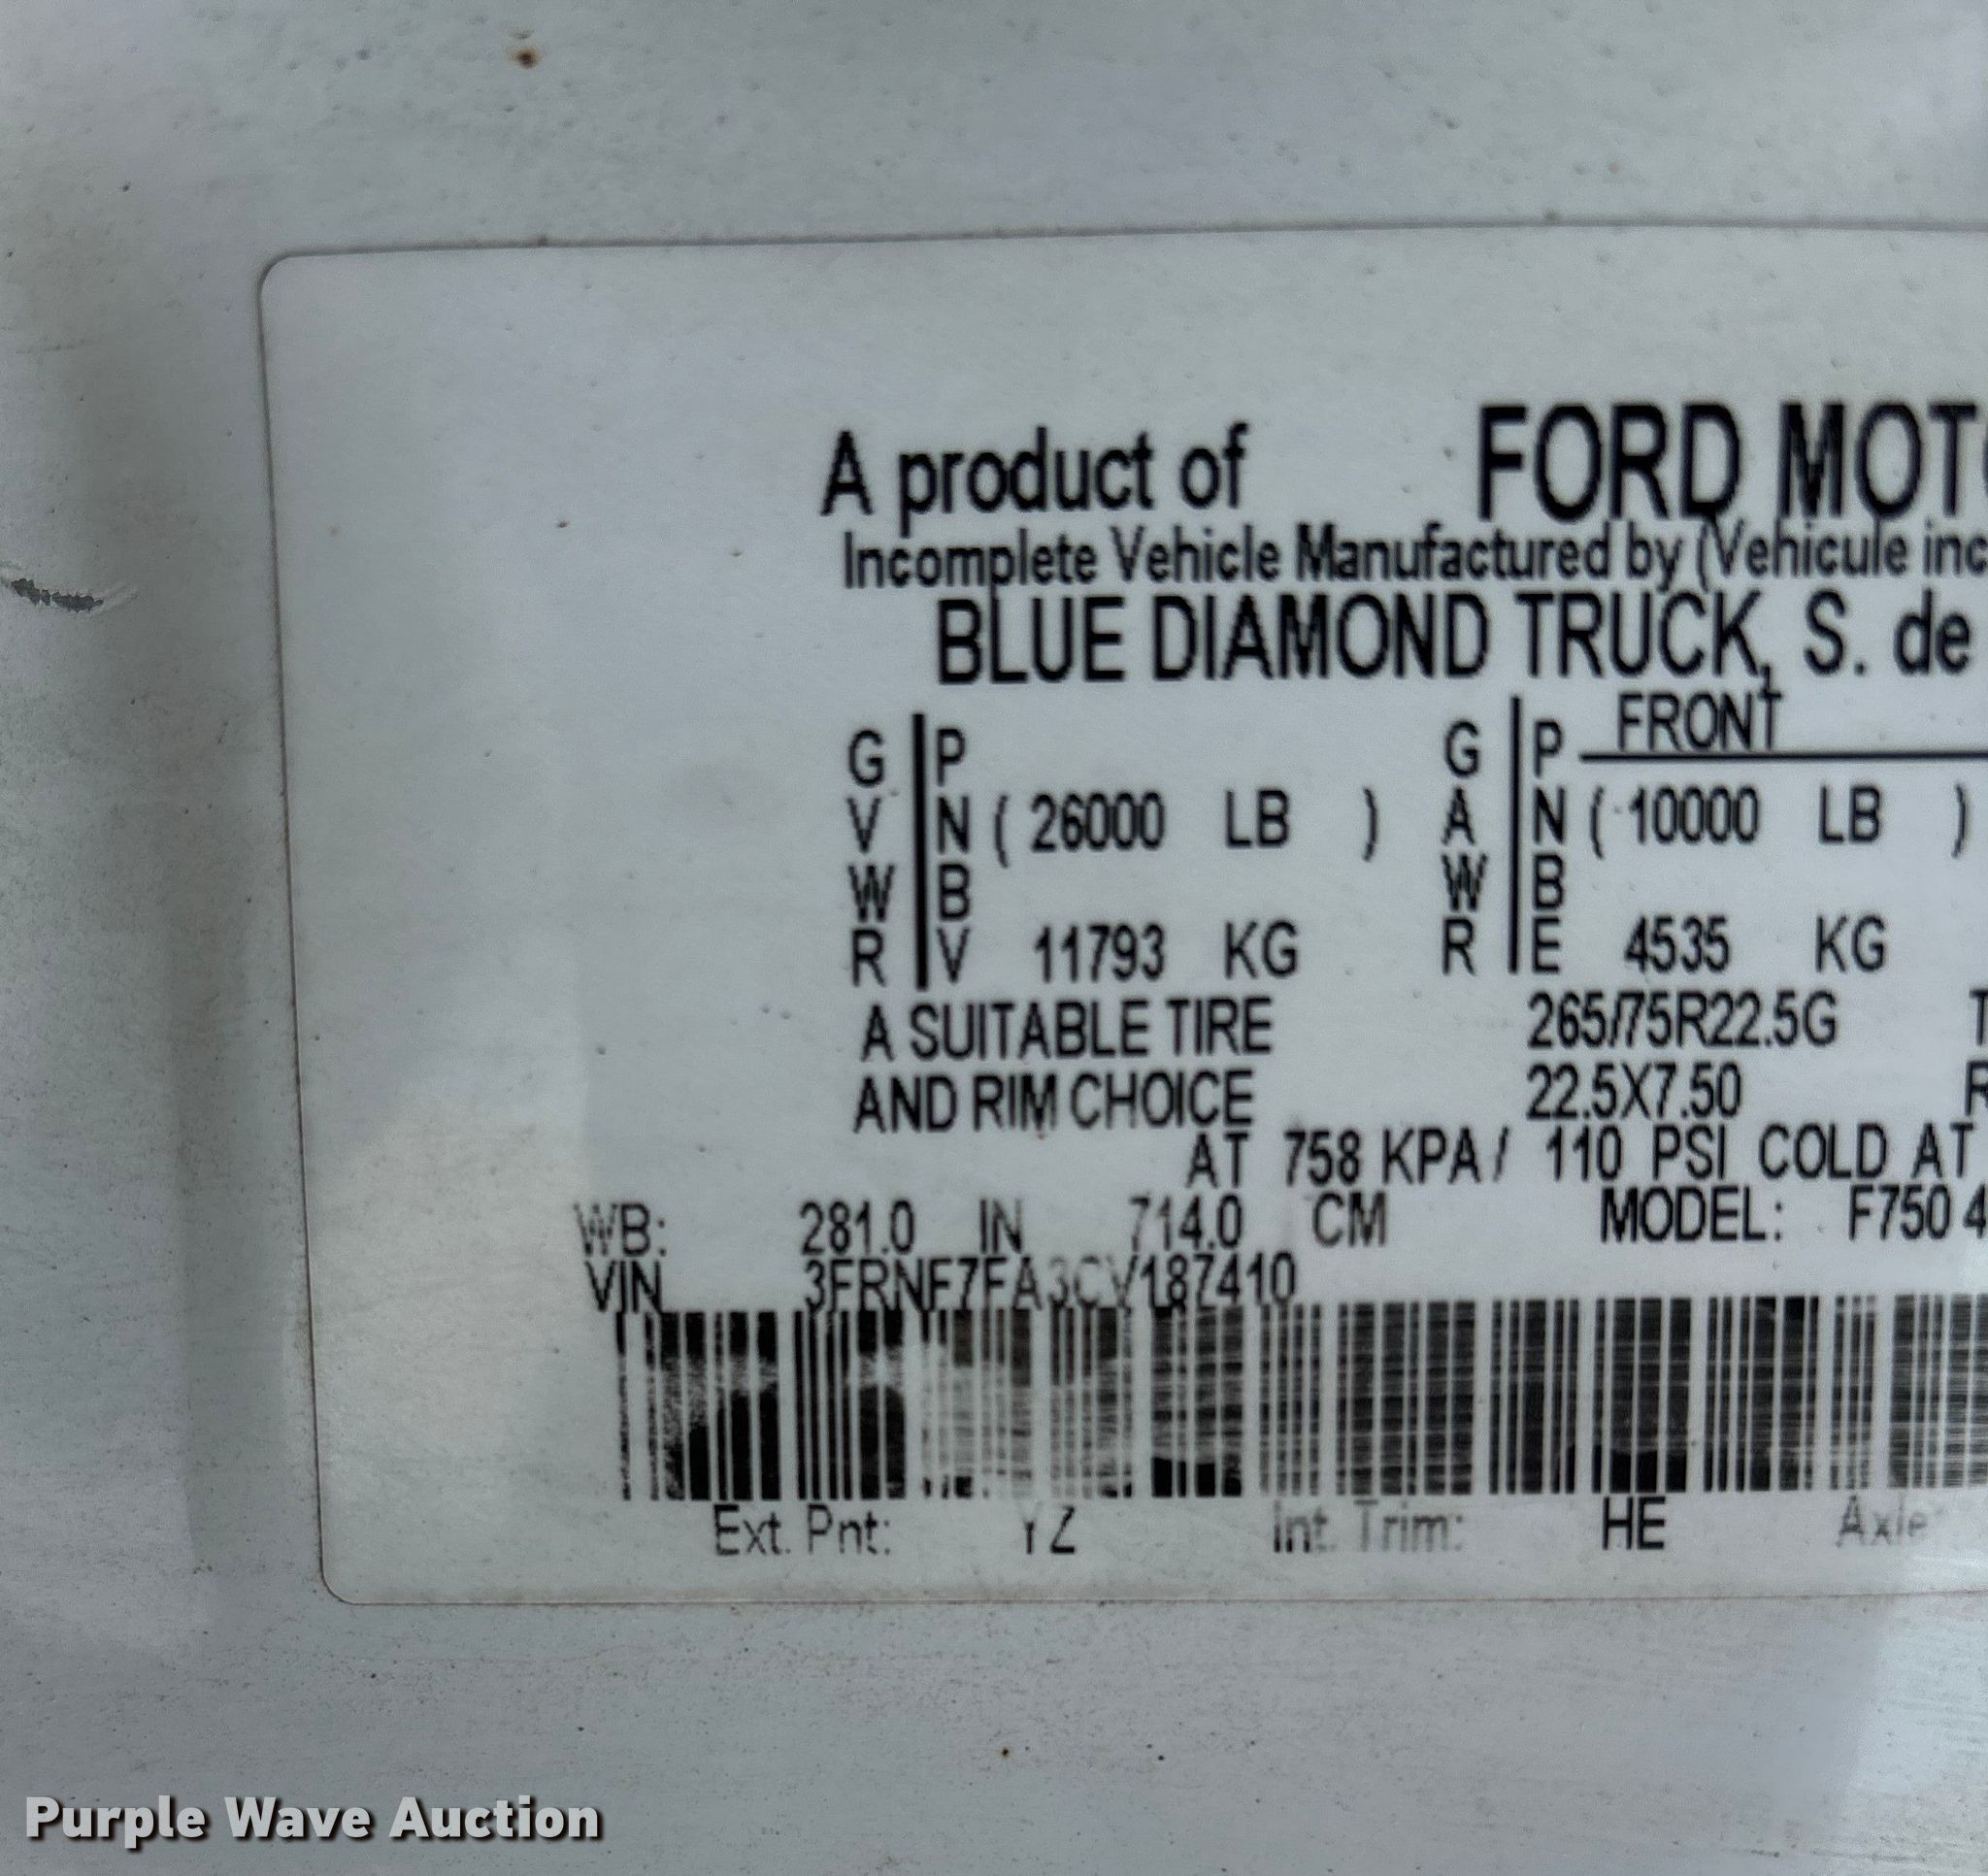 A product of FORD MOTO
Incomplete Vehicle Manufactured by (Vehicule inc
BLUE DIAMOND TRUCK, S. de
G P G P FRONT
V N ( 26000 LB ) A N ( 10000 LB )
W B W B
R V 11793 KG R E 4535 KG
A SUITABLE TIRE 265/75R22.5G T
AND RIM CHOICE 22.5X7.50 R
AT 758 KPA / 110 PSI COLD AT
WB: 281.0 IN 714.0 CM MODEL: F750 4
VIN 3FRNF7FA3CV187410
Ext. Pnt: YZ Int. Trim: HE Axle
Purple Wave Auction